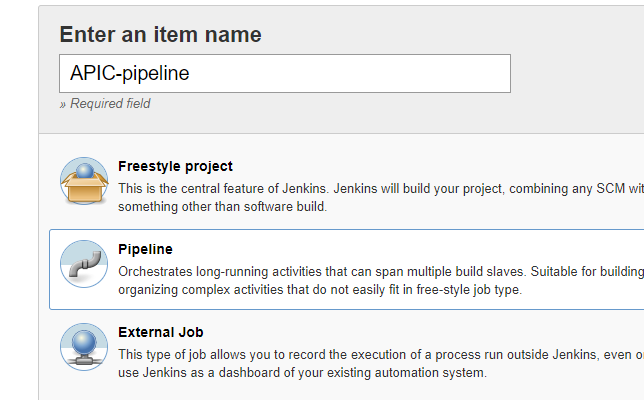 Enter an item name
APIC-pipeline
» Required field
Freestyle project
This is the central feature of Jenkins. Jenkins will build your project, combining any SCM wit
something other than software build.
Pipeline
Orchestrates long-running activities that can span multiple build slaves. Suitable for building
organizing complex activities that do not easily fit in free-style job type.
External Job
This type of job allows you to record the execution of a process run outside Jenkins, even o
use Jenkins as a dashboard of your existing automation system.